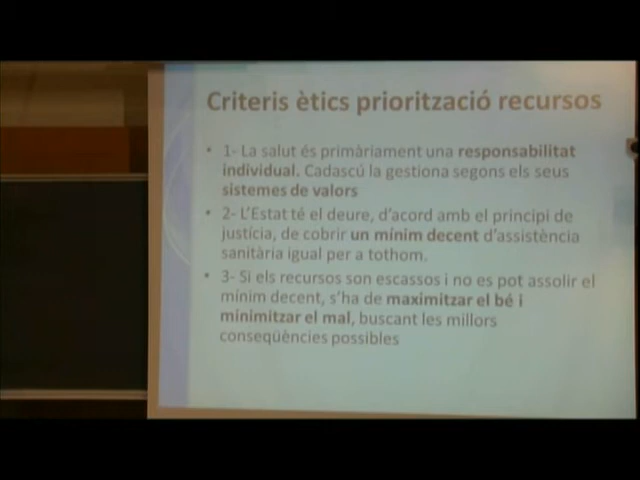 Criteris ètics priorització recursos
• 1- La salut és primàriament una responsabilitat
individual. Cadascú la gestiona segons els seus
sistemes de valors
• 2- L'Estat té el deure, d'acord amb el principi de
justícia, de cobrir un mínim decent d'assistència
sanitària igual per a tothom.
• 3- Si els recursos son escassos i no es pot assolir el
mínim decent, s'ha de maximitzar el bé i
minimitzar el mal, buscant les millors
conseqüències possibles